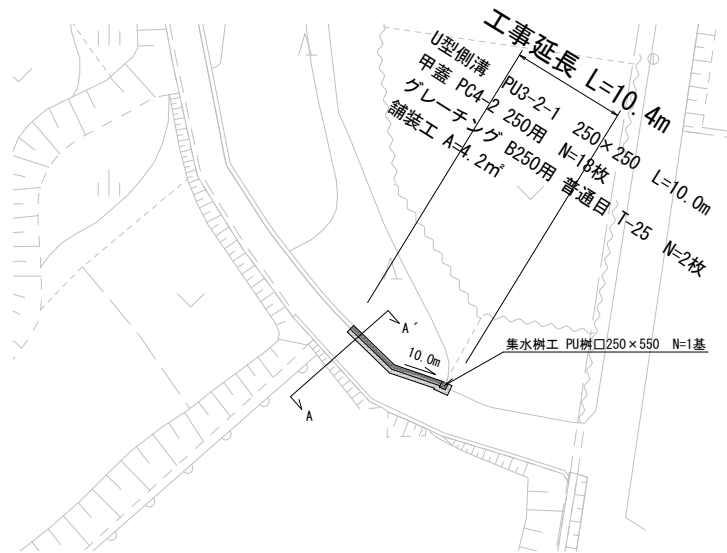 工事延長 L=10.4m
U型側溝 PU3-2-1 250×250 L=10.0m
甲蓋 PC4-2 250用 N=18枚
グレーチング B250用 普通目 T-25 N=2枚
舗装工 A=4.2㎡
A′
10.0m
集水桝工 PU桝口250×550 N=1基
A